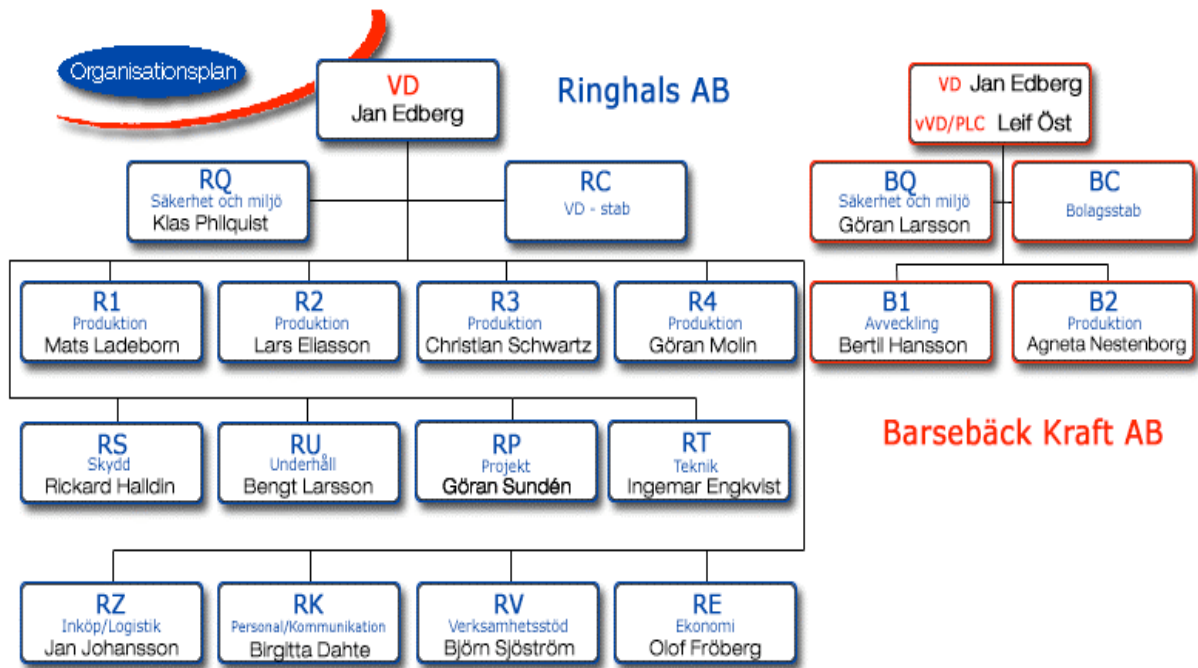 Organisationsplan
VD
Jan Edberg
Ringhals AB
VD Jan Edberg
vVD/PLC Leif Öst
RQ
Säkerhet och miljö
Klas Philquist
RC
VD - stab
BQ
Säkerhet och miljö
Göran Larsson
BC
Bolagsstab
R1
Produktion
Mats Ladeborn
R2
Produktion
Lars Eliasson
R3
Produktion
Christian Schwartz
R4
Produktion
Göran Molin
B1
Avveckling
Bertil Hansson
B2
Produktion
Agneta Nestenborg
Barsebäck Kraft AB
RS
Skydd
Rickard Halldin
RU
Underhåll
Bengt Larsson
RP
Projekt
Göran Sundén
RT
Teknik
Ingemar Engkvist
RZ
Inköp/Logistik
Jan Johansson
RK
Personal/Kommunikation
Birgitta Dahte
RV
Verksamhetsstöd
Björn Sjöström
RE
Ekonomi
Olof Fröberg